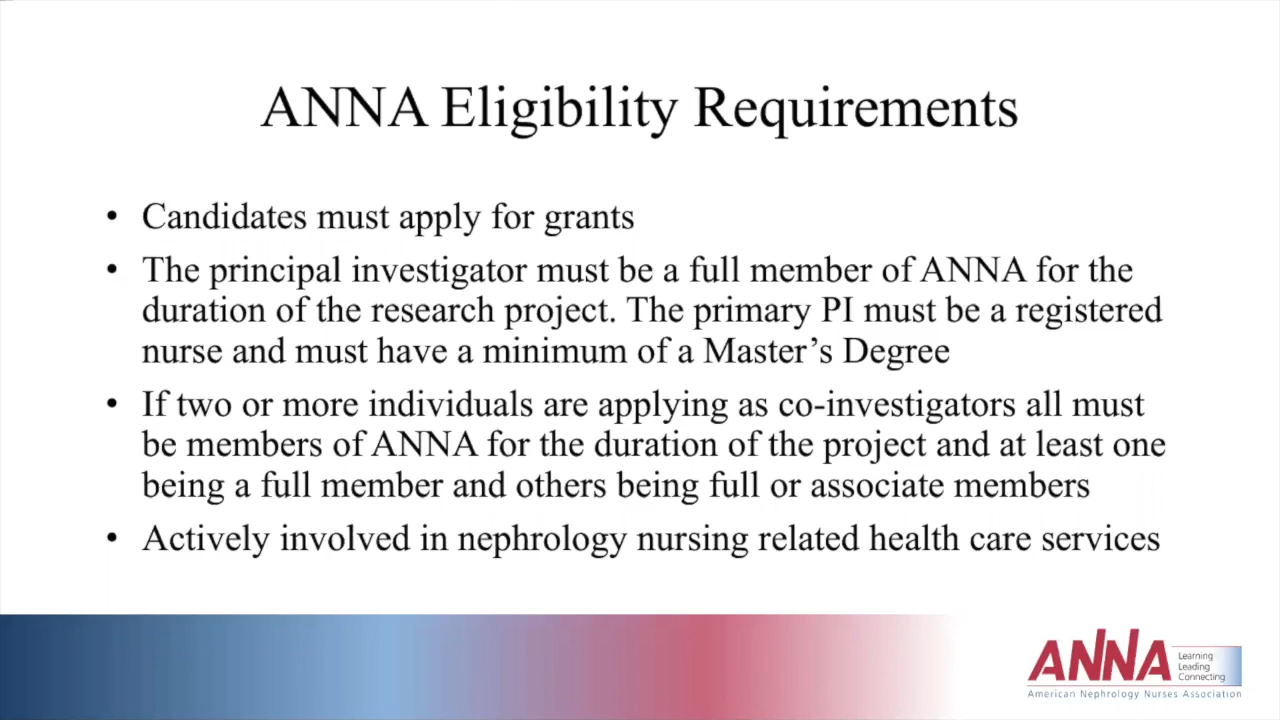 ANNA Eligibility Requirements
• Candidates must apply for grants
• The principal investigator must be a full member of ANNA for the
duration of the research project. The primary PI must be a registered
nurse and must have a minimum of a Master’s Degree
• If two or more individuals are applying as co-investigators all must
be members of ANNA for the duration of the project and at least one
being a full member and others being full or associate members
• Actively involved in nephrology nursing related health care services
ANNA
Learning
Leading
Connecting
American Nephrology Nurses Association